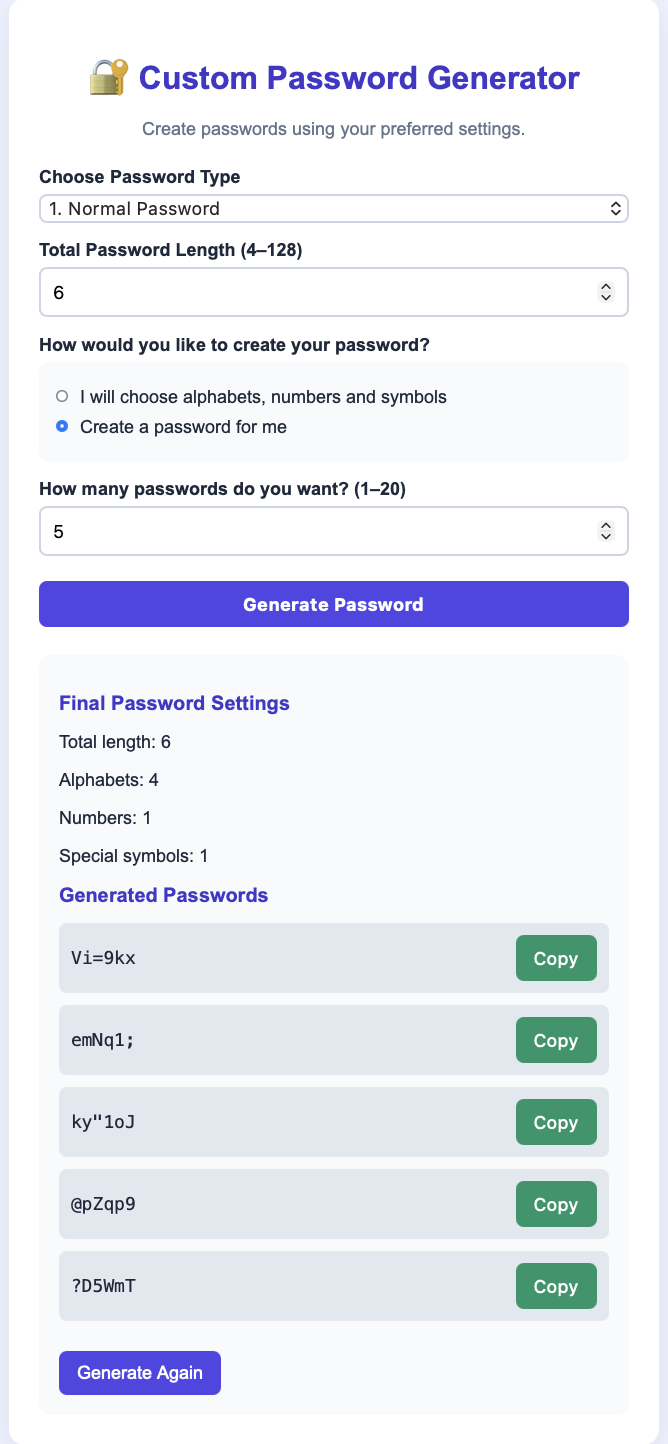 🔐 Custom Password Generator
Create passwords using your preferred settings.
Choose Password Type
1. Normal Password
Total Password Length (4–128)
6
How would you like to create your password?
I will choose alphabets, numbers and symbols
Create a password for me
How many passwords do you want? (1–20)
5
Generate Password
Final Password Settings
Total length: 6
Alphabets: 4
Numbers: 1
Special symbols: 1
Generated Passwords
Vi=9kx Copy
emNq1; Copy
ky"1oJ Copy
@pZqp9 Copy
?D5WmT Copy
Generate Again